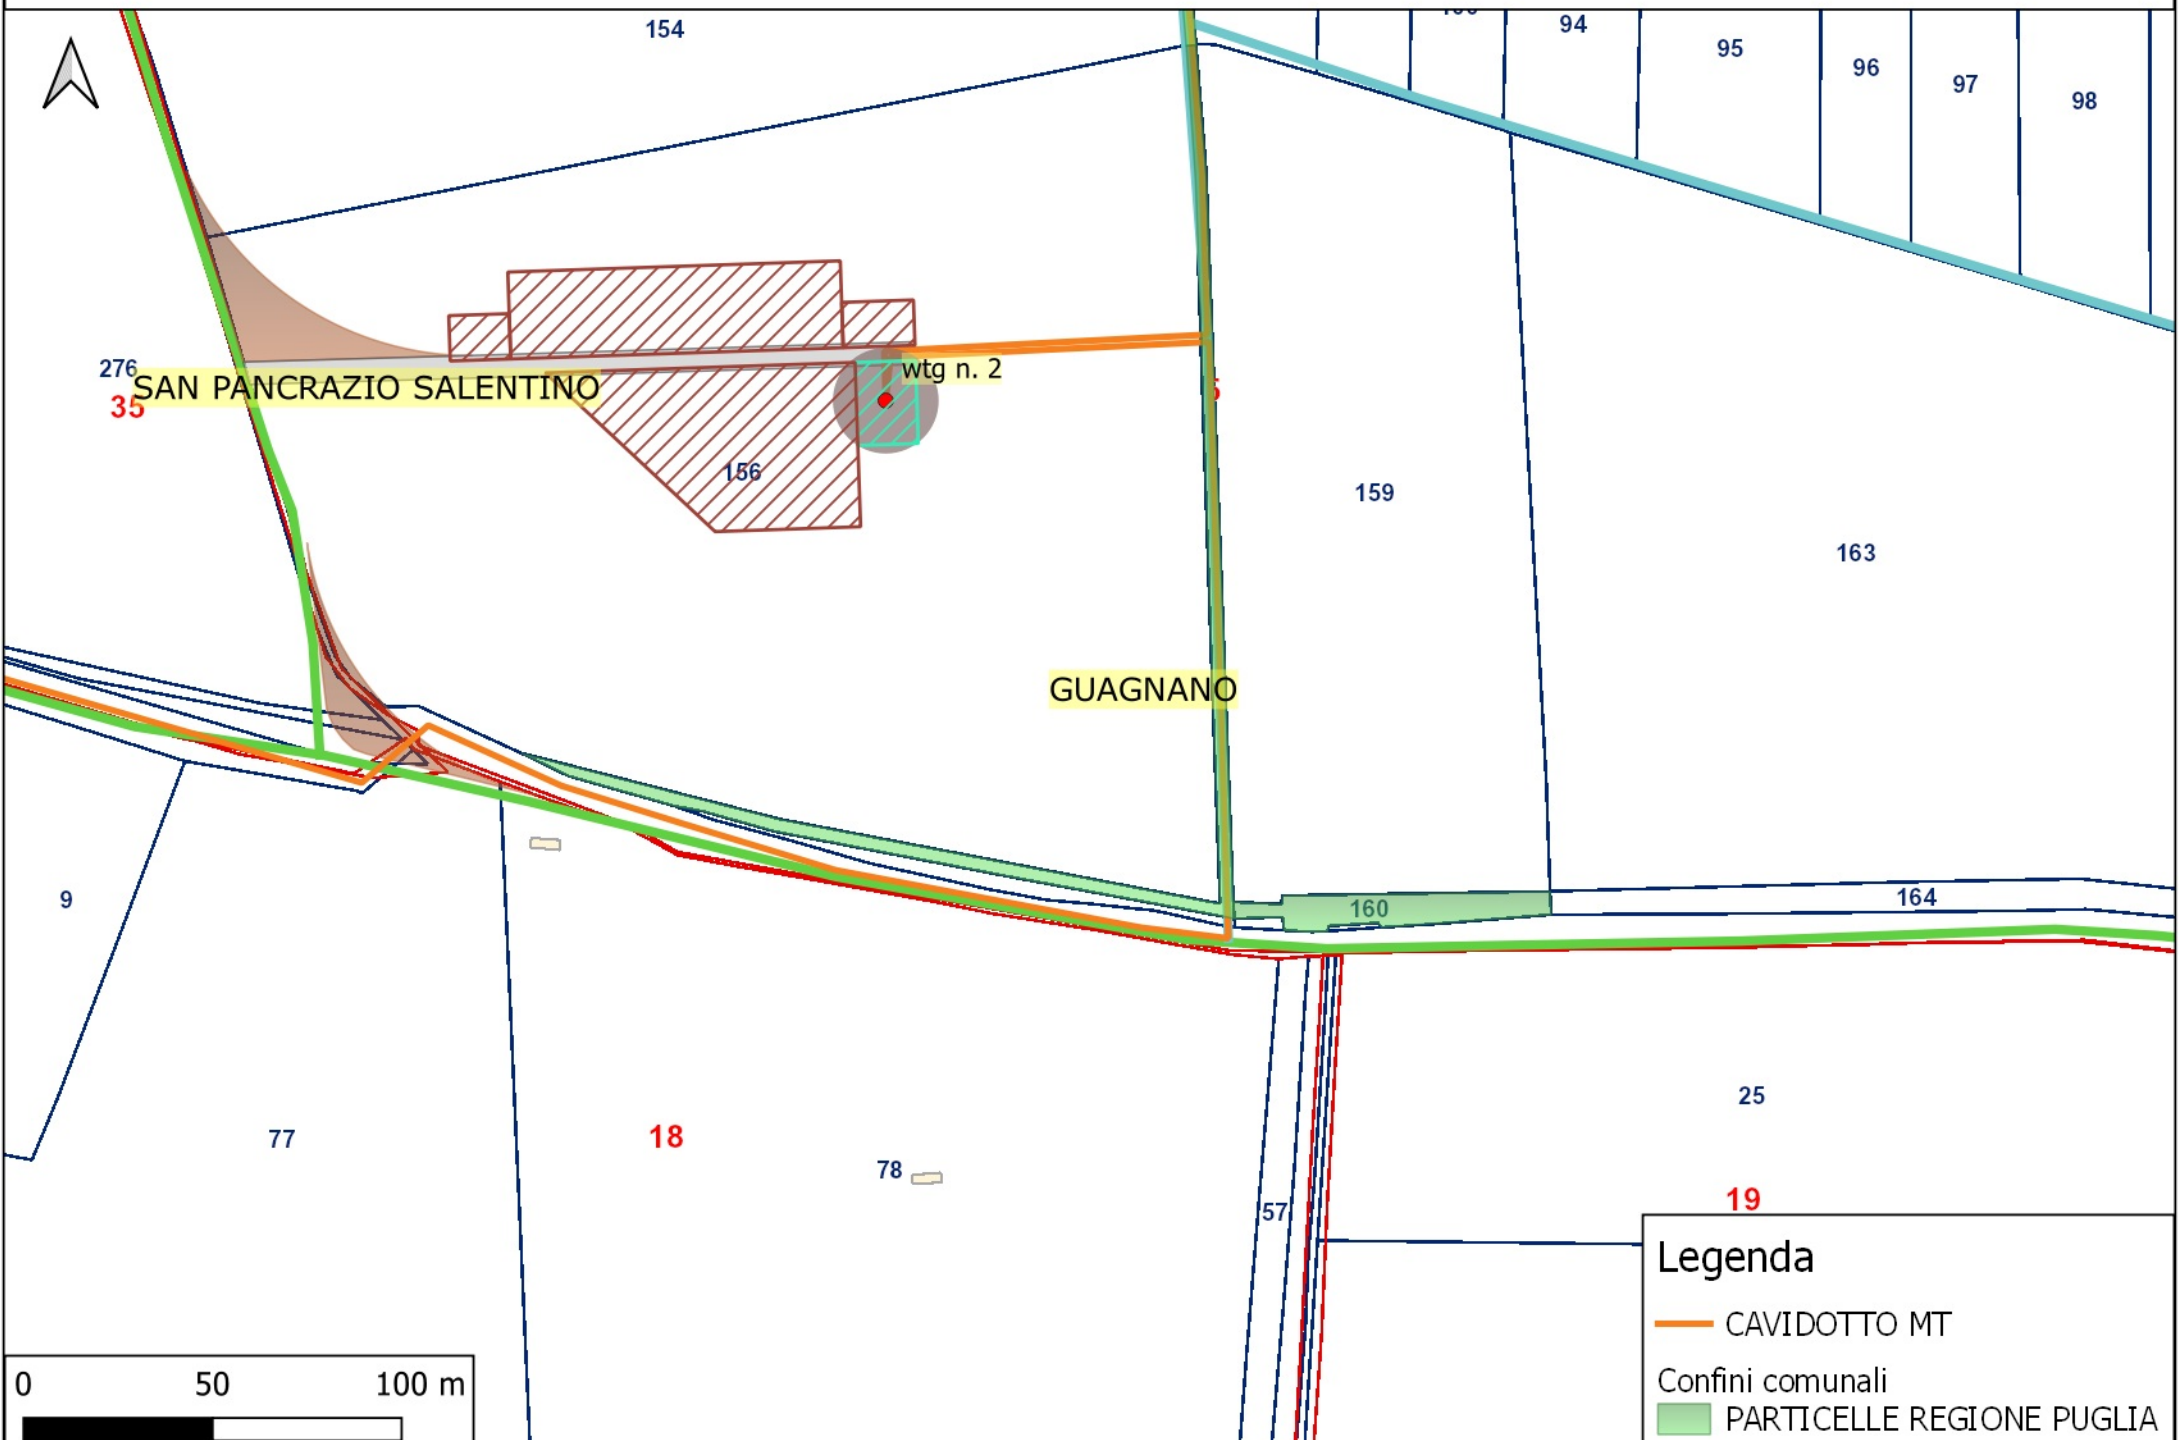 154
94
95
96
97
98
276
SAN PANCRAZIO SALENTINO
35
wtg n. 2
156
159
163
GUAGNANO
160
164
9
77
18
78
57
25
19
Legenda
CAVIDOTTO MT
Confini comunali
PARTICELLE REGIONE PUGLIA
0 50 100 m